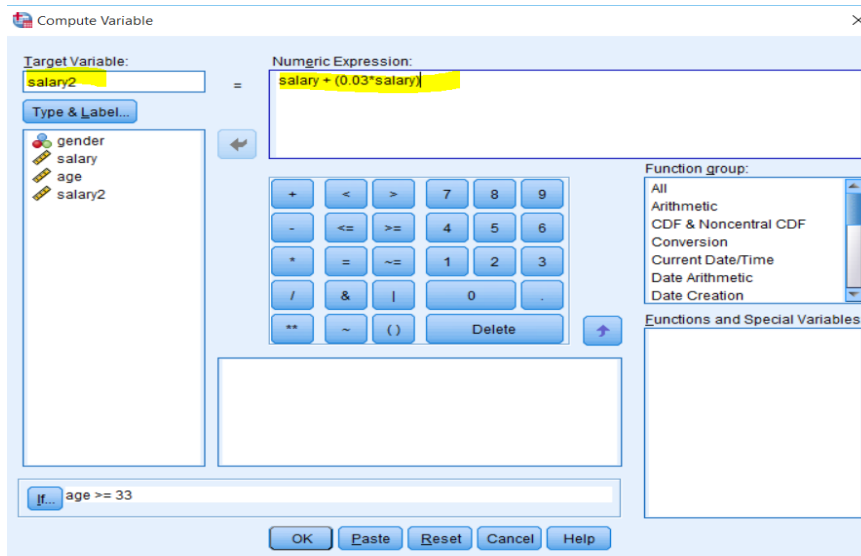 Compute Variable
Target Variable:
salary2
=
Numeric Expression:
salary + (0.03*salary)
Type & Label...
gender
salary
age
salary2
+ < > 7 8 9
- <= >= 4 5 6
* = ~= 1 2 3
/ & | 0 .
** ~ ( ) Delete
Function group:
All
Arithmetic
CDF & Noncentral CDF
Conversion
Current Date/Time
Date Arithmetic
Date Creation
Functions and Special Variables
If... age >= 33
OK Paste Reset Cancel Help